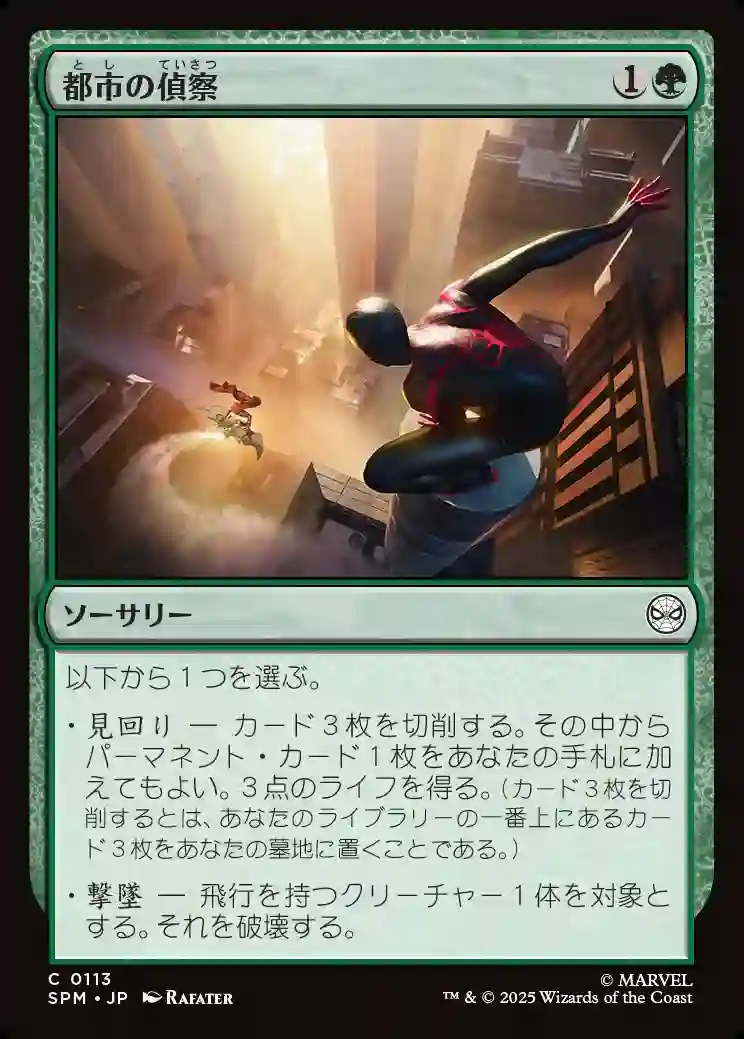 都市の偵察
とし ていさつ
1
ソーサリー
以下から1つを選ぶ。
・見回り — カード3枚を切削する。その中から
パーマネント・カード1枚をあなたの手札に加
えてもよい。3点のライフを得る。(カード3枚を切
削するとは、あなたのライブラリーの一番上にあるカー
ド3枚をあなたの墓地に置くことである。)
・撃墜 — 飛行を持つクリーチャー1体を対象と
する。それを破壊する。
C 0113
SPM・JP RAFATER
© MARVEL
™ & © 2025 Wizards of the Coast